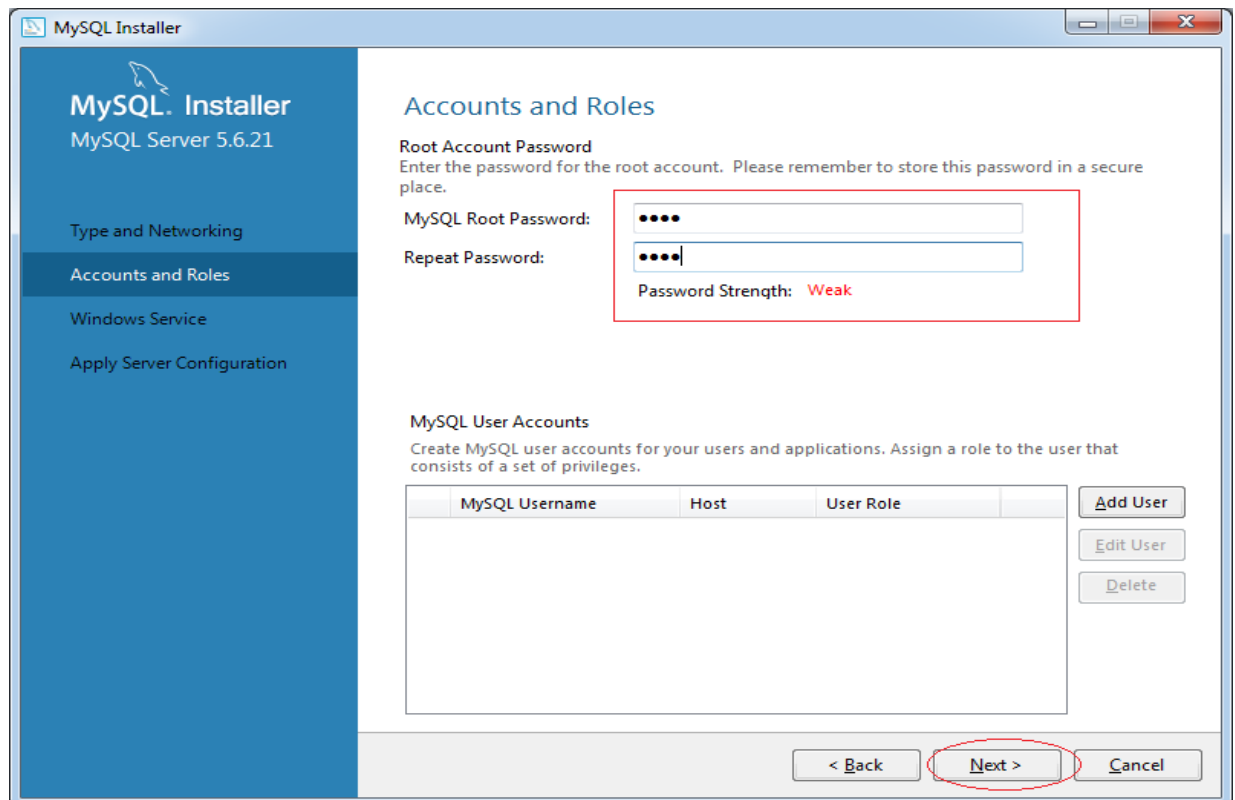 MySQL Installer
MySQL. Installer
MySQL Server 5.6.21
Type and Networking
Accounts and Roles
Windows Service
Apply Server Configuration
Accounts and Roles
Root Account Password
Enter the password for the root account. Please remember to store this password in a secure
place.
MySQL Root Password: ●●●●
Repeat Password: ●●●●
Password Strength: Weak
MySQL User Accounts
Create MySQL user accounts for your users and applications. Assign a role to the user that
consists of a set of privileges.
MySQL Username Host User Role
Add User
Edit User
Delete
< Back Next > Cancel